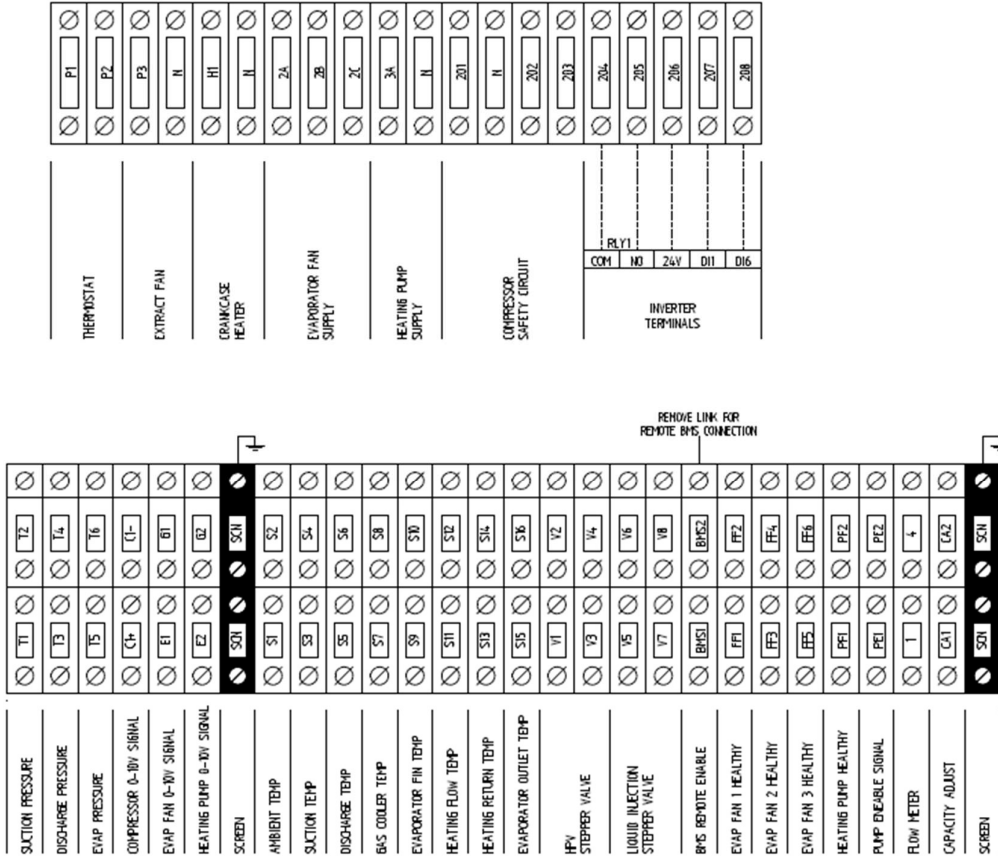 P1 P2 P3 N H1 N 2A 2B 2C 3A N 201 N 202 203 204 205 206 207 208
RLY1
COM NO 24V DI1 DI6
THERMOSTAT
EXTRACT FAN
CRANKCASE
HEATER
EVAPORATOR FAN
SUPPLY
HEATING PUMP
SUPPLY
COMPRESSOR
SAFETY CIRCUIT
INVERTER
TERMINALS
REMOVE LINK FOR
REMOTE BMS CONNECTION
T2 T4 T6 C1- G1 G2 SCN S2 S4 S6 S8 S10 S12 S14 S16 V2 V4 V6 V8 BMS2 FF2 FF4 FF6 PF2 PE2 4 CA2 SCN
T1 T3 T5 C1+ E1 E2 SCN S1 S3 S5 S7 S9 S11 S13 S15 V1 V3 V5 V7 BMS1 FF1 FF3 FF5 PF1 PE1 1 CA1 SCN
SUCTION PRESSURE
DISCHARGE PRESSURE
EVAP PRESSURE
COMPRESSOR 0-10V SIGNAL
EVAP FAN 0-10V SIGNAL
HEATING PUMP 0-10V SIGNAL
SCREEN
AMBIENT TEMP
SUCTION TEMP
DISCHARGE TEMP
GAS COOLER TEMP
EVAPORATOR FIN TEMP
HEATING FLOW TEMP
HEATING RETURN TEMP
EVAPORATOR OUTLET TEMP
HPV
STEPPER VALVE
LIQUID INJECTION
STEPPER VALVE
BMS REMOTE ENABLE
EVAP FAN 1 HEALTHY
EVAP FAN 2 HEALTHY
EVAP FAN 3 HEALTHY
HEATING PUMP HEALTHY
PUMP ENEABLE SIGNAL
FLOW METER
CAPACITY ADJUST
SCREEN